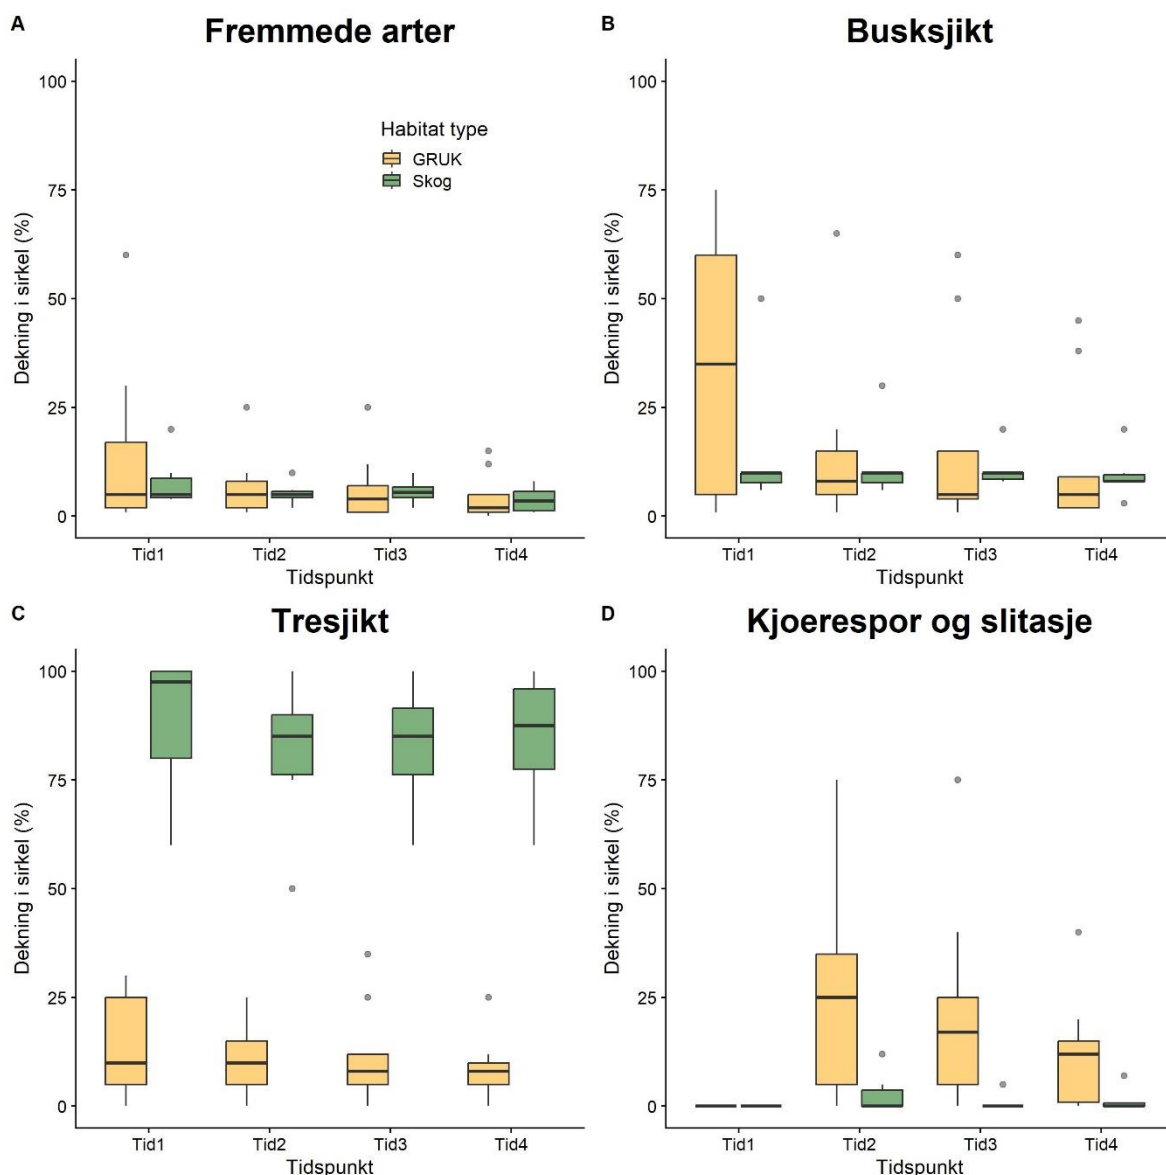 A
Fremmede arter
Dekning i sirkel (%)
100
75
50
25
0
Habitat type
GRUK
Skog
Tid1 Tid2 Tid3 Tid4
Tidspunkt
B
Busksjikt
Dekning i sirkel (%)
100
75
50
25
0
Tid1 Tid2 Tid3 Tid4
Tidspunkt
C
Tresjikt
Dekning i sirkel (%)
100
75
50
25
0
Tid1 Tid2 Tid3 Tid4
Tidspunkt
D
Kjoerespor og slitasje
Dekning i sirkel (%)
100
75
50
25
0
Tid1 Tid2 Tid3 Tid4
Tidspunkt